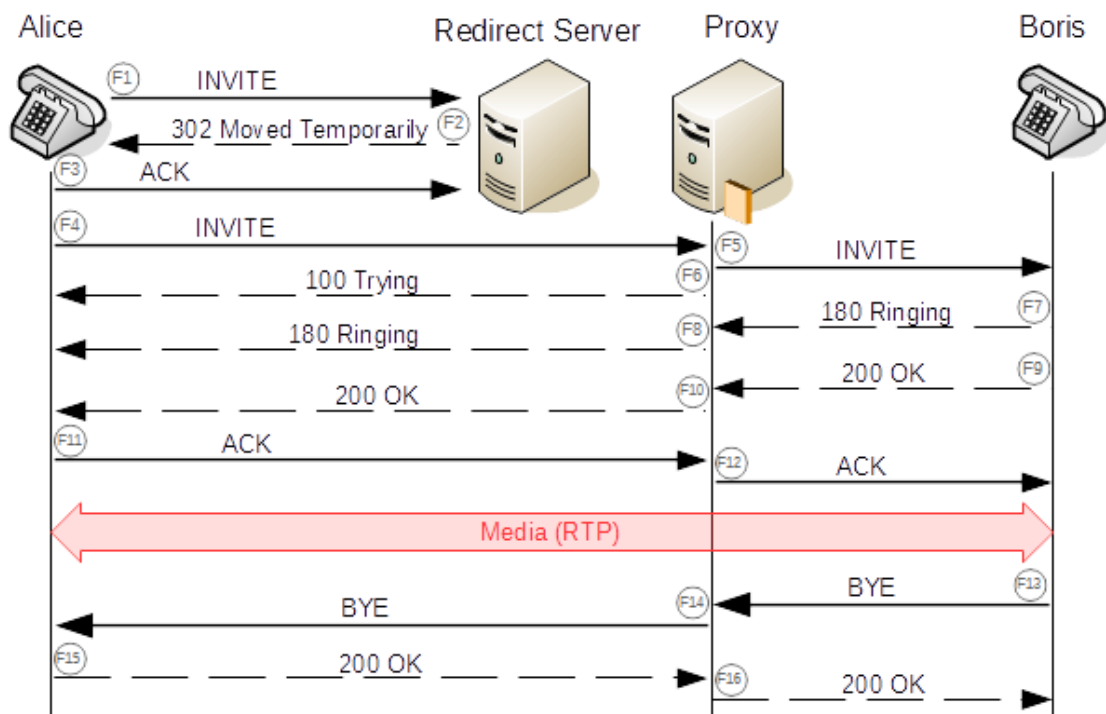 Alice
Redirect Server
Proxy
Boris
F1
INVITE
302 Moved Temporarily
F2
F3
ACK
F4
INVITE
F5
INVITE
100 Trying
F6
180 Ringing
F7
180 Ringing
F8
200 OK
F9
200 OK
F10
F11
ACK
F12
ACK
Media (RTP)
BYE
F13
BYE
F14
F15
200 OK
F16
200 OK